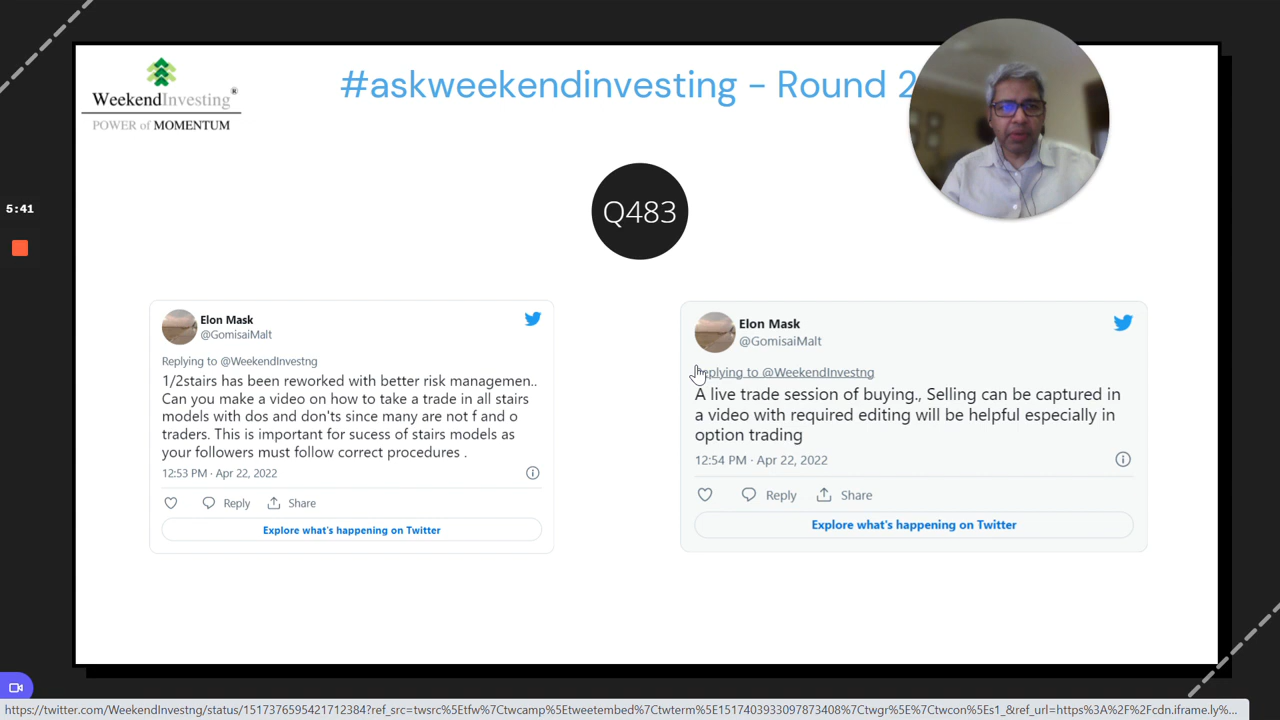 WeekendInvesting®
POWER of MOMENTUM
#askweekendinvesting - Round 2
5:41
Q483
Elon Mask
@GomisaiMalt
Replying to @WeekendInvestng
1/2stairs has been reworked with better risk managemen..
Can you make a video on how to take a trade in all stairs
models with dos and don'ts since many are not f and o
traders. This is important for sucess of stairs models as
your followers must follow correct procedures .
12:53 PM · Apr 22, 2022
Reply
Share
Explore what's happening on Twitter
Elon Mask
@GomisaiMalt
Replying to @WeekendInvestng
A live trade session of buying., Selling can be captured in
a video with required editing will be helpful especially in
option trading
12:54 PM · Apr 22, 2022
Reply
Share
Explore what's happening on Twitter
https://twitter.com/WeekendInvestng/status/1517376595421712384?ref_src=twsrc%5Etfw%7Ctwcamp%5Etweetembed%7Ctwterm%5E1517403933097873408%7Ctwgr%5E%7Ctwcon%5Es1_&ref_url=https%3A%2F%2Fcdn.iframe.ly%...